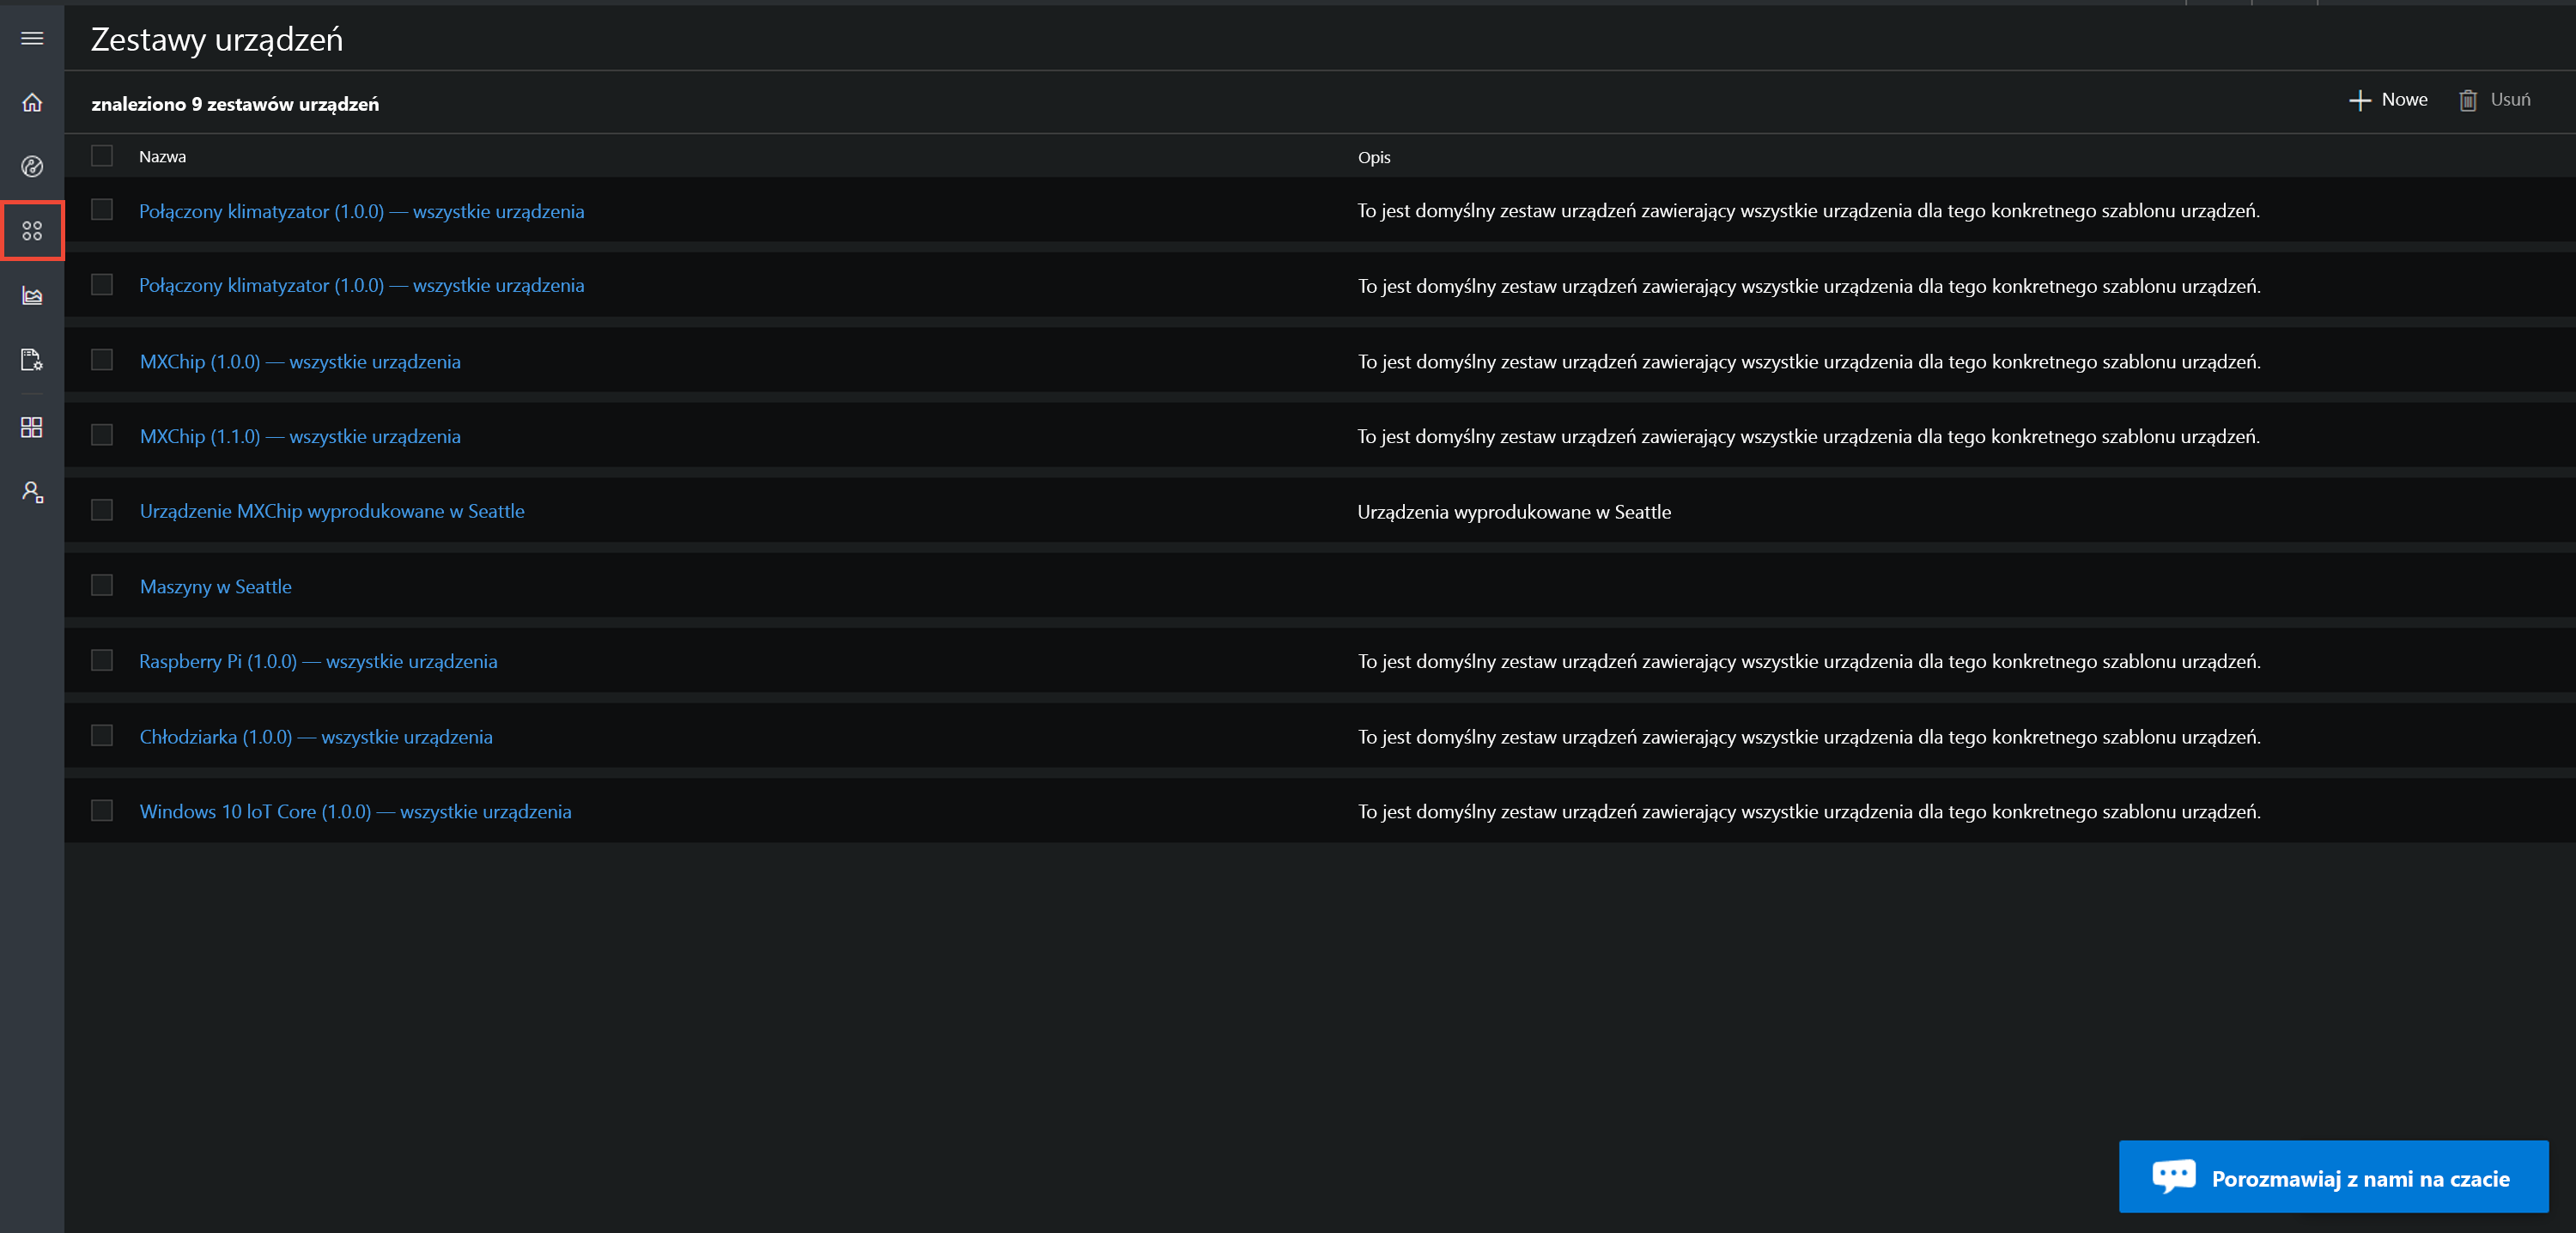 Zestawy urządzeń
znaleziono 9 zestawów urządzeń
Nowe
Usuń
Nazwa
Opis
Połączony klimatyzator (1.0.0) — wszystkie urządzenia
To jest domyślny zestaw urządzeń zawierający wszystkie urządzenia dla tego konkretnego szablonu urządzeń.
Połączony klimatyzator (1.0.0) — wszystkie urządzenia
To jest domyślny zestaw urządzeń zawierający wszystkie urządzenia dla tego konkretnego szablonu urządzeń.
MXChip (1.0.0) — wszystkie urządzenia
To jest domyślny zestaw urządzeń zawierający wszystkie urządzenia dla tego konkretnego szablonu urządzeń.
MXChip (1.1.0) — wszystkie urządzenia
To jest domyślny zestaw urządzeń zawierający wszystkie urządzenia dla tego konkretnego szablonu urządzeń.
Urządzenie MXChip wyprodukowane w Seattle
Urządzenia wyprodukowane w Seattle
Maszyny w Seattle
Raspberry Pi (1.0.0) — wszystkie urządzenia
To jest domyślny zestaw urządzeń zawierający wszystkie urządzenia dla tego konkretnego szablonu urządzeń.
Chłodziarka (1.0.0) — wszystkie urządzenia
To jest domyślny zestaw urządzeń zawierający wszystkie urządzenia dla tego konkretnego szablonu urządzeń.
Windows 10 loT Core (1.0.0) — wszystkie urządzenia
To jest domyślny zestaw urządzeń zawierający wszystkie urządzenia dla tego konkretnego szablonu urządzeń.
Porozmawiaj z nami na czacie